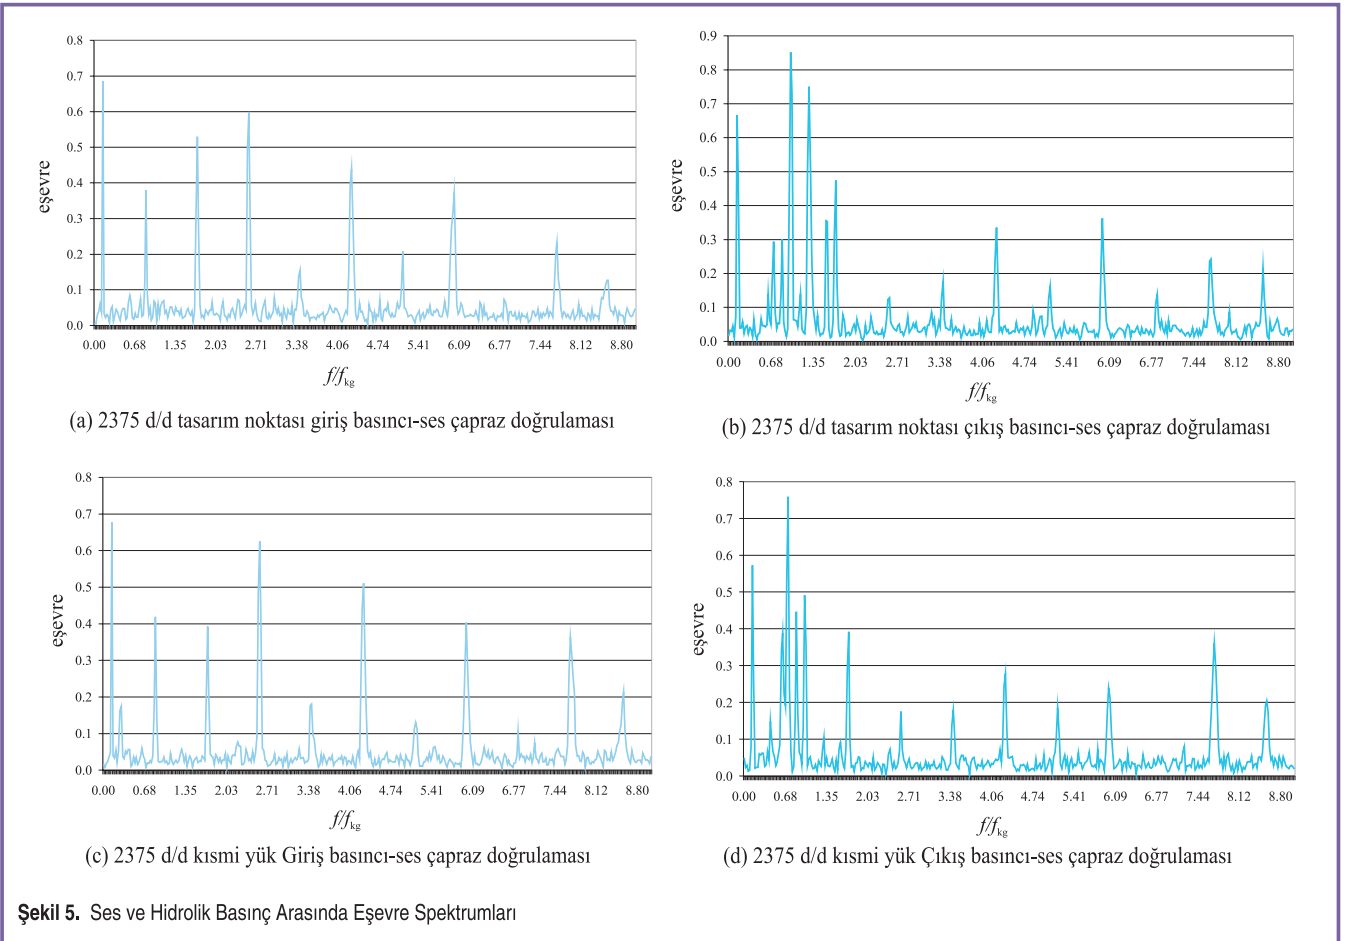 0.8
0.7
0.6
0.5
0.4
0.3
0.2
0.1
0.0
eşevre
0.00 0.68 1.35 2.03 2.71 3.38 4.06 4.74 5.41 6.09 6.77 7.44 8.12 8.80
f/fkg
(a) 2375 d/d tasarım noktası giriş basıncı-ses çapraz doğrulaması
0.9
0.8
0.7
0.6
0.5
0.4
0.3
0.2
0.1
0.0
eşevre
0.00 0.68 1.35 2.03 2.71 3.38 4.06 4.74 5.41 6.09 6.77 7.44 8.12 8.80
f/fkg
(b) 2375 d/d tasarım noktası çıkış basıncı-ses çapraz doğrulaması
0.8
0.7
0.6
0.5
0.4
0.3
0.2
0.1
0.0
eşevre
0.00 0.68 1.35 2.03 2.71 3.38 4.06 4.74 5.41 6.09 6.77 7.44 8.12 8.80
f/fkg
(c) 2375 d/d kısmi yük Giriş basıncı-ses çapraz doğrulaması
0.8
0.7
0.6
0.5
0.4
0.3
0.2
0.1
0.0
eşevre
0.00 0.68 1.35 2.03 2.71 3.38 4.06 4.74 5.41 6.09 6.77 7.44 8.12 8.80
f/fkg
(d) 2375 d/d kısmi yük Çıkış basıncı-ses çapraz doğrulaması
Şekil 5. Ses ve Hidrolik Basınç Arasında Eşevre Spektrumları